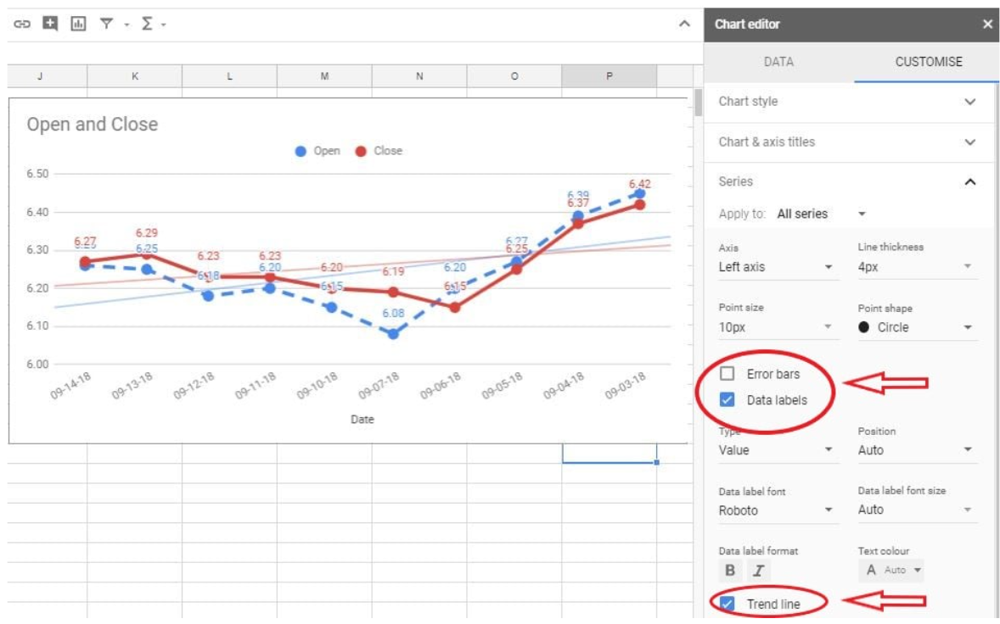 Chart editor
DATA CUSTOMISE
J K L M N O P
Open and Close
Open Close
6.50
6.40
6.30
6.20
6.10
6.00
6.27 6.29 6.23 6.23 6.20 6.19 6.15 6.25 6.37 6.42
6.25 6.18 6.20 6.15 6.08 6.20 6.27 6.39
09-14-18 09-13-18 09-12-18 09-11-18 09-10-18 09-07-18 09-06-18 09-05-18 09-04-18 09-03-18
Date
Chart style
Chart & axis titles
Series
Apply to: All series
Axis Line thickness
Left axis 4px
Point size Point shape
10px Circle
Error bars
Data labels
Type Position
Value Auto
Data label font Data label font size
Roboto Auto
Data label format Text colour
B I A Auto
Trend line